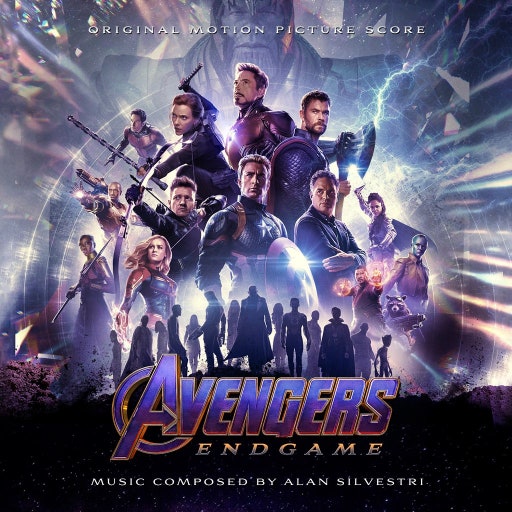 ORIGINAL MOTION PICTURE SCORE
AVENGERS
ENDGAME
MUSIC COMPOSED BY ALAN SILVESTRI